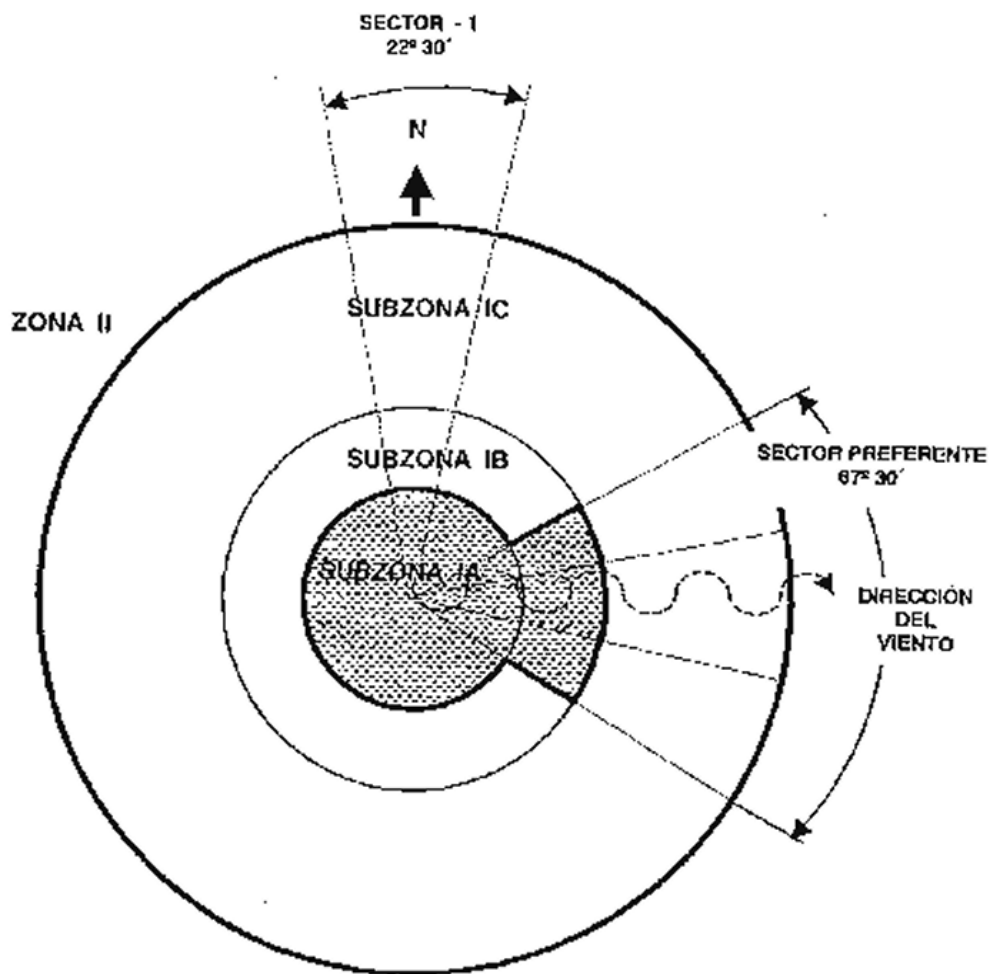 SECTOR - 1
22º 30´
N
SUBZONA IC
ZONA II
SUBZONA IB
SECTOR PREFERENTE
67º 30´
SUBZONA IA
DIRECCIÓN
DEL
VIENTO